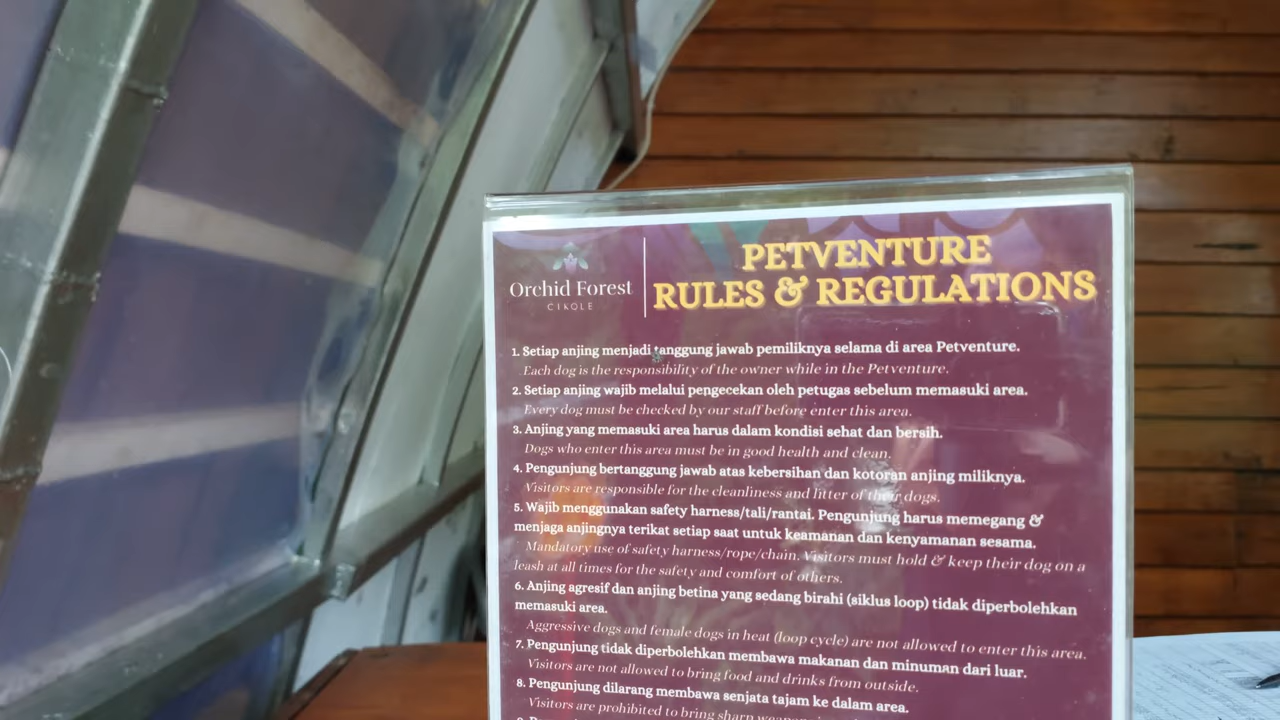 Orchid Forest
CIKOLE
PETVENTURE
RULES & REGULATIONS
1. Setiap anjing menjadi tanggung jawab pemiliknya selama di area Petventure.
Each dog is the responsibility of the owner while in the Petventure.
2. Setiap anjing wajib melalui pengecekan oleh petugas sebelum memasuki area.
Every dog must be checked by our staff before enter this area.
3. Anjing yang memasuki area harus dalam kondisi sehat dan bersih.
Dogs who enter this area must be in good health and clean.
4. Pengunjung bertanggung jawab atas kebersihan dan kotoran anjing miliknya.
Visitors are responsible for the cleanliness and litter of their dogs.
5. Wajib menggunakan safety harness/tali/rantai. Pengunjung harus memegang &
menjaga anjingnya terikat setiap saat untuk keamanan dan kenyamanan sesama.
Mandatory use of safety harness/rope/chain. Visitors must hold & keep their dog on a
leash at all times for the safety and comfort of others.
6. Anjing agresif dan anjing betina yang sedang birahi (siklus loop) tidak diperbolehkan
memasuki area.
Aggressive dogs and female dogs in heat (loop cycle) are not allowed to enter this area.
7. Pengunjung tidak diperbolehkan membawa makanan dan minuman dari luar.
Visitors are not allowed to bring food and drinks from outside.
8. Pengunjung dilarang membawa senjata tajam ke dalam area.
Visitors are prohibited to bring sharp